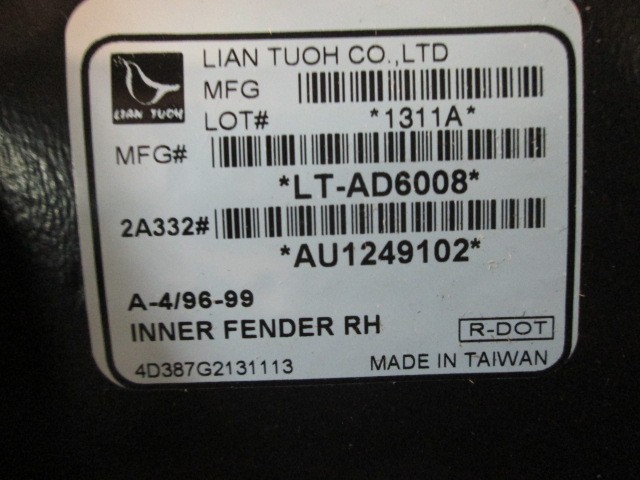 LIAN TUOH CO.,LTD
LIAN TUOH
MFG
LOT#
*1311A*
MFG#
*LT-AD6008*
2A332#
*AU1249102*
A-4/96-99
INNER FENDER RH
R-DOT
4D387G2131113
MADE IN TAIWAN